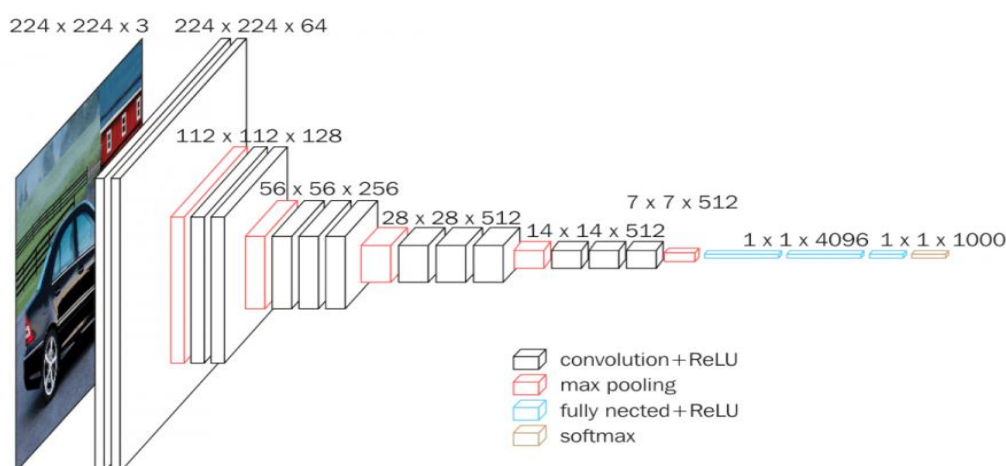 224 x 224 x 3
224 x 224 x 64
112 x 112 x 128
56 x 56 x 256
28 x 28 x 512
14 x 14 x 512
7 x 7 x 512
1 x 1 x 4096
1 x 1 x 1000
convolution+ReLU
max pooling
fully nected+ReLU
softmax